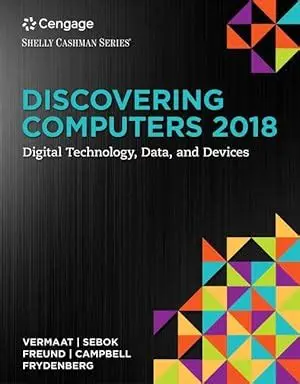 Cengage
SHELLY CASHMAN SERIES®
DISCOVERING
COMPUTERS 2018
Digital Technology, Data, and Devices
VERMAAT | SEBOK
FREUND | CAMPBELL
FRYDENBERG